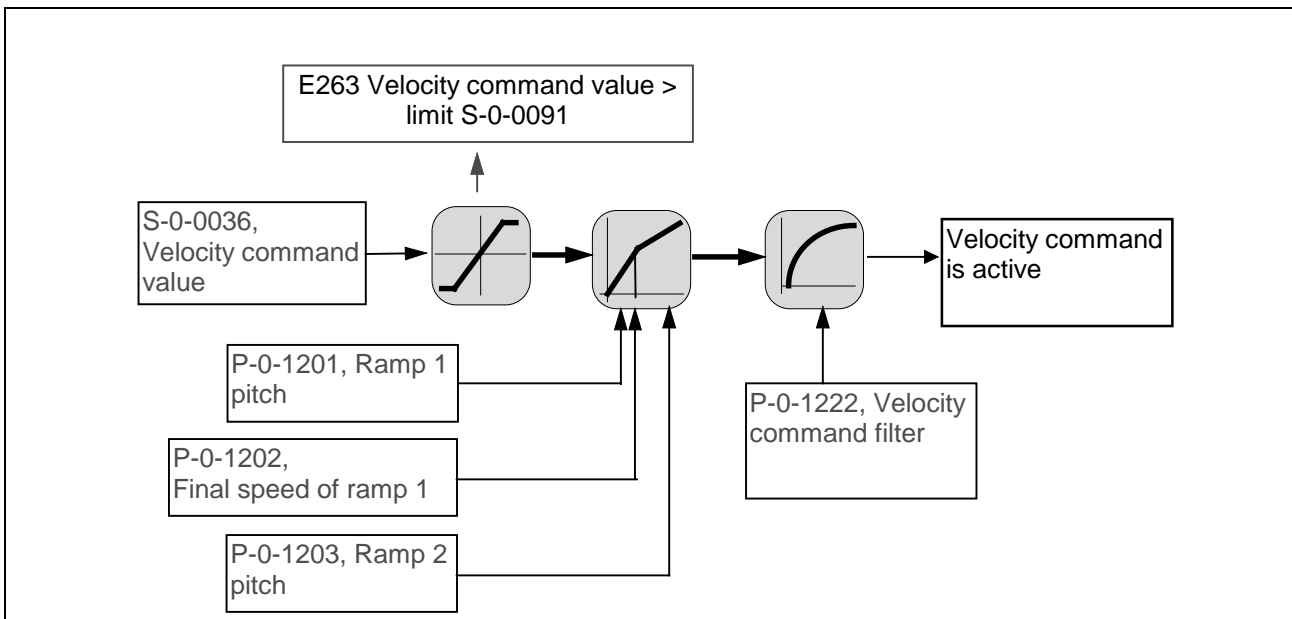 E263 Velocity command value >
limit S-0-0091
S-0-0036,
Velocity command
value
Velocity command
is active
P-0-1201, Ramp 1
pitch
P-0-1222, Velocity
command filter
P-0-1202,
Final speed of ramp 1
P-0-1203, Ramp 2
pitch